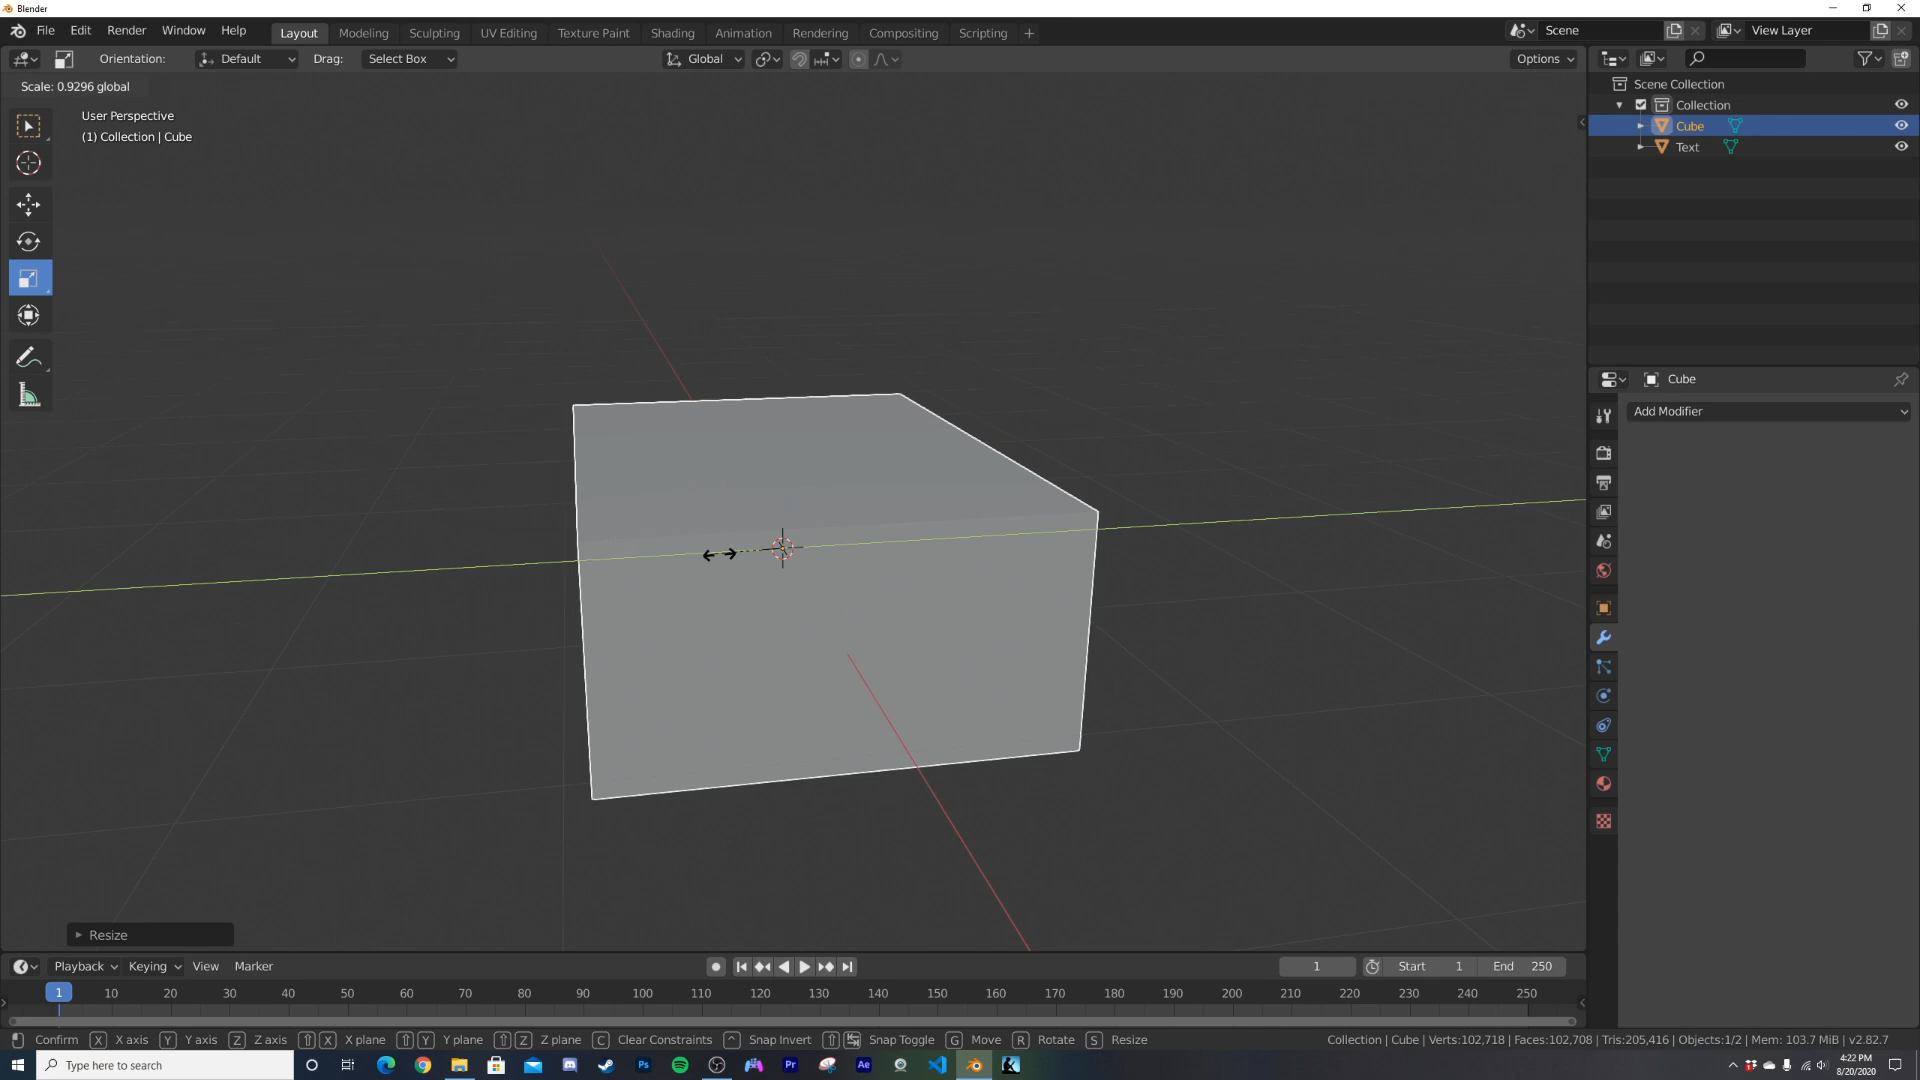 Blender
File Edit Render Window Help Layout Modeling Sculpting UV Editing Texture Paint Shading Animation Rendering Compositing Scripting + Scene View Layer
Orientation: Default Drag: Select Box Global Options
Scale: 0.9296 global
User Perspective
(1) Collection | Cube
Scene Collection
Collection
Cube
Text
Cube
Add Modifier
Resize
Playback Keying View Marker 1 Start 1 End 250
1 10 20 30 40 50 60 70 80 90 100 110 120 130 140 150 160 170 180 190 200 210 220 230 240 250
Confirm X X axis Y Y axis Z Z axis X X plane Y Y plane Z Z plane C Clear Constraints ^ Snap Invert Snap Toggle G Move R Rotate S Resize Collection | Cube | Verts:102,718 | Faces:102,708 | Tris:205,416 | Objects:1/2 | Mem: 103.7 MiB | v2.82.7
Type here to search Ps Pr Ae 4:22 PM
8/20/2020